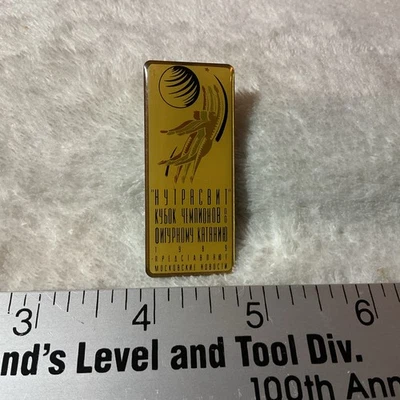 "НУТРАСВИТ"
КУБОК ЧЕМПИОНОВ
ФИГУРНОМУ КАТАНИЮ
ПРЕДСТАВЛЯЮТ
МОСКОВСКИЕ НОВОСТИ
3 4 5 6
nd's Level and Tool Div.
100th Ann